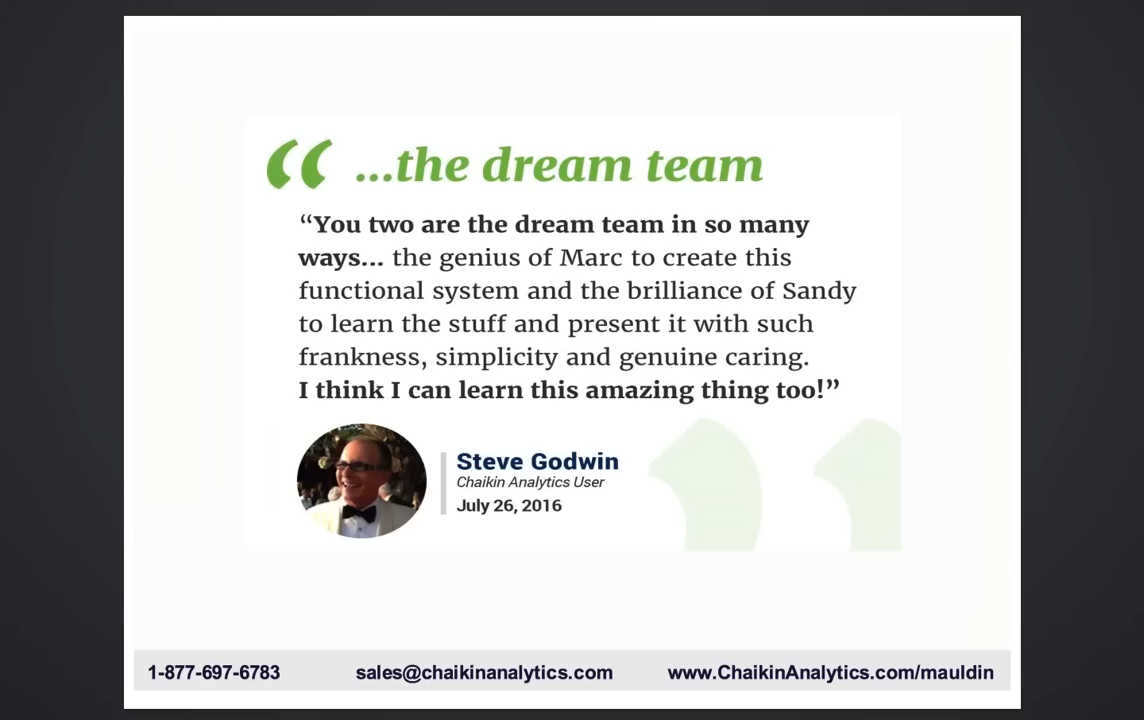 “ ...the dream team
“You two are the dream team in so many
ways... the genius of Marc to create this
functional system and the brilliance of Sandy
to learn the stuff and present it with such
frankness, simplicity and genuine caring.
I think I can learn this amazing thing too!”
Steve Godwin
Chaikin Analytics User
July 26, 2016
1-877-697-6783 sales@chaikinanalytics.com www.ChaikinAnalytics.com/mauldin